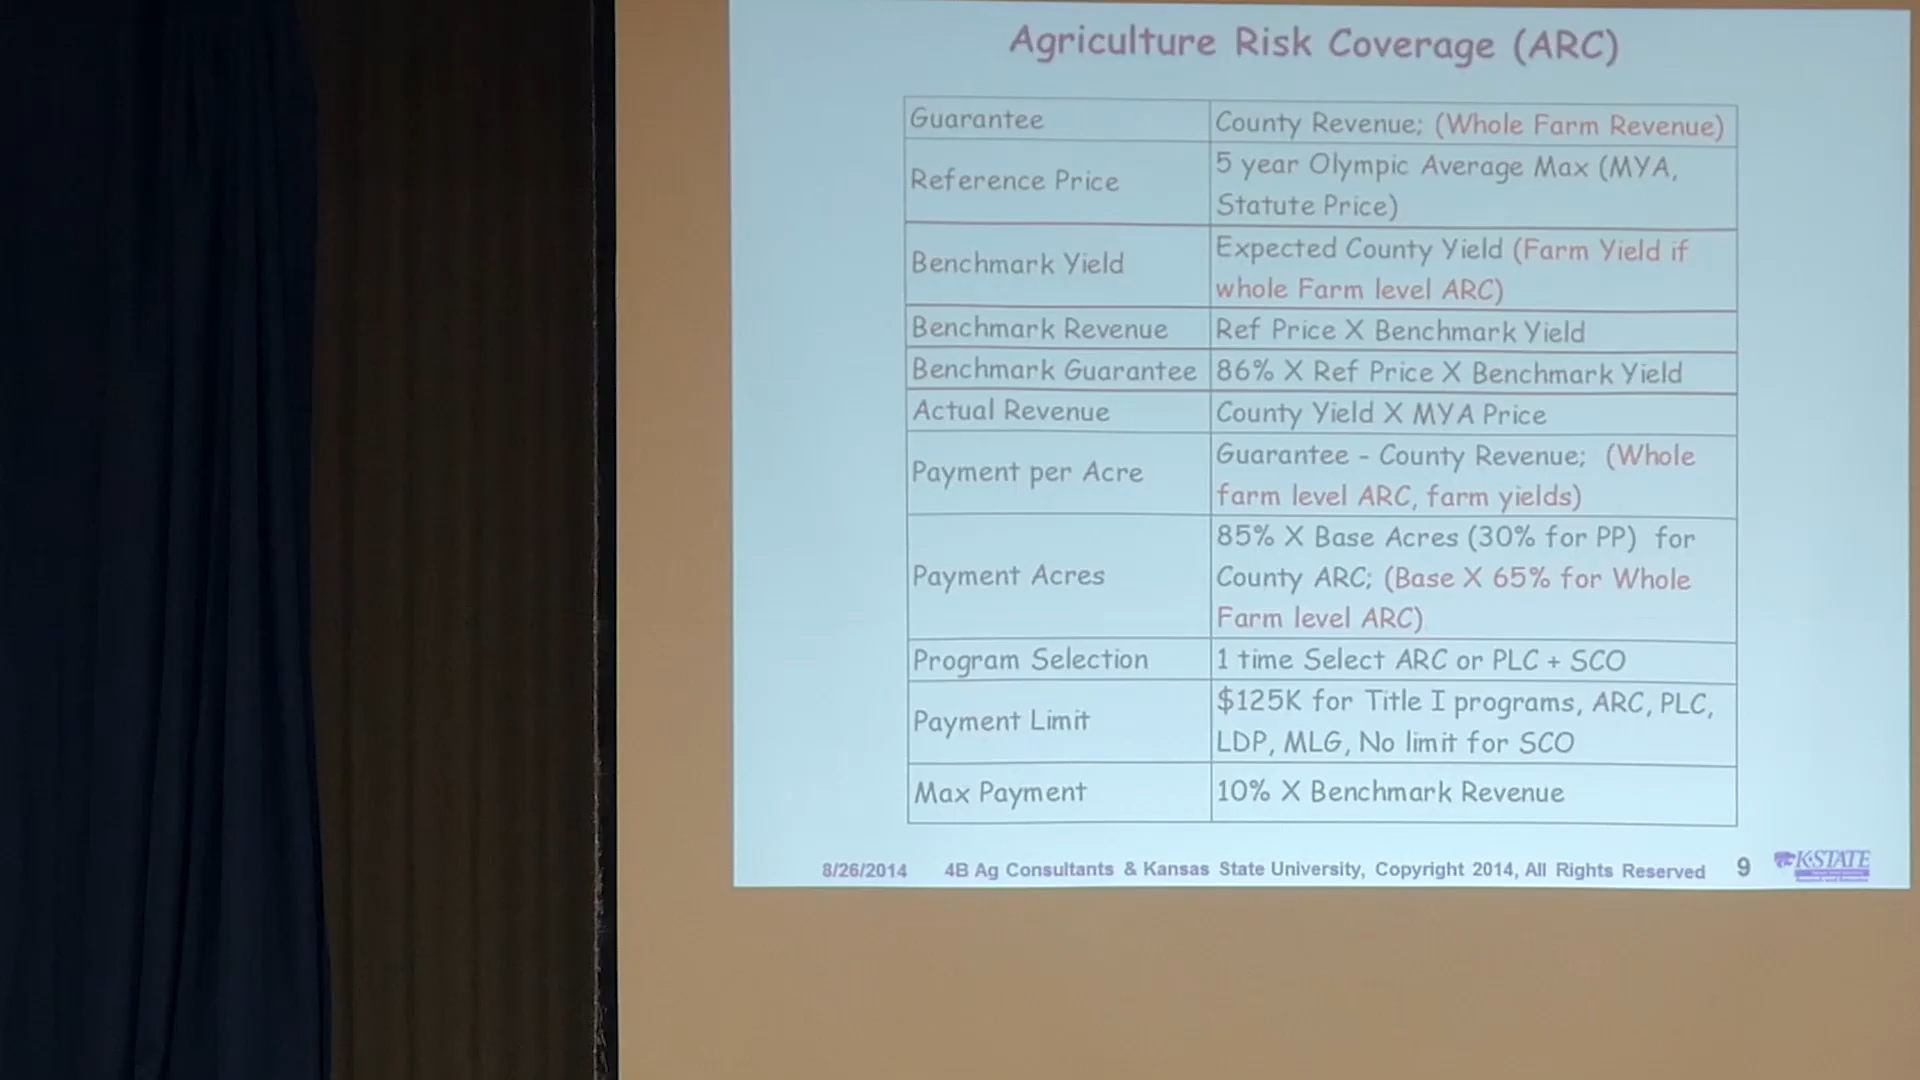 Agriculture Risk Coverage (ARC)
Guarantee
County Revenue; (Whole Farm Revenue)
Reference Price
5 year Olympic Average Max (MYA,
Statute Price)
Benchmark Yield
Expected County Yield (Farm Yield if
whole Farm level ARC)
Benchmark Revenue
Ref Price X Benchmark Yield
Benchmark Guarantee
86% X Ref Price X Benchmark Yield
Actual Revenue
County Yield X MYA Price
Payment per Acre
Guarantee - County Revenue; (Whole
farm level ARC, farm yields)
Payment Acres
85% X Base Acres (30% for PP) for
County ARC; (Base X 65% for Whole
Farm level ARC)
Program Selection
1 time Select ARC or PLC + SCO
Payment Limit
$125K for Title I programs, ARC, PLC,
LDP, MLG, No limit for SCO
Max Payment
10% X Benchmark Revenue
8/26/2014 4B Ag Consultants & Kansas State University, Copyright 2014, All Rights Reserved 9
K-STATE